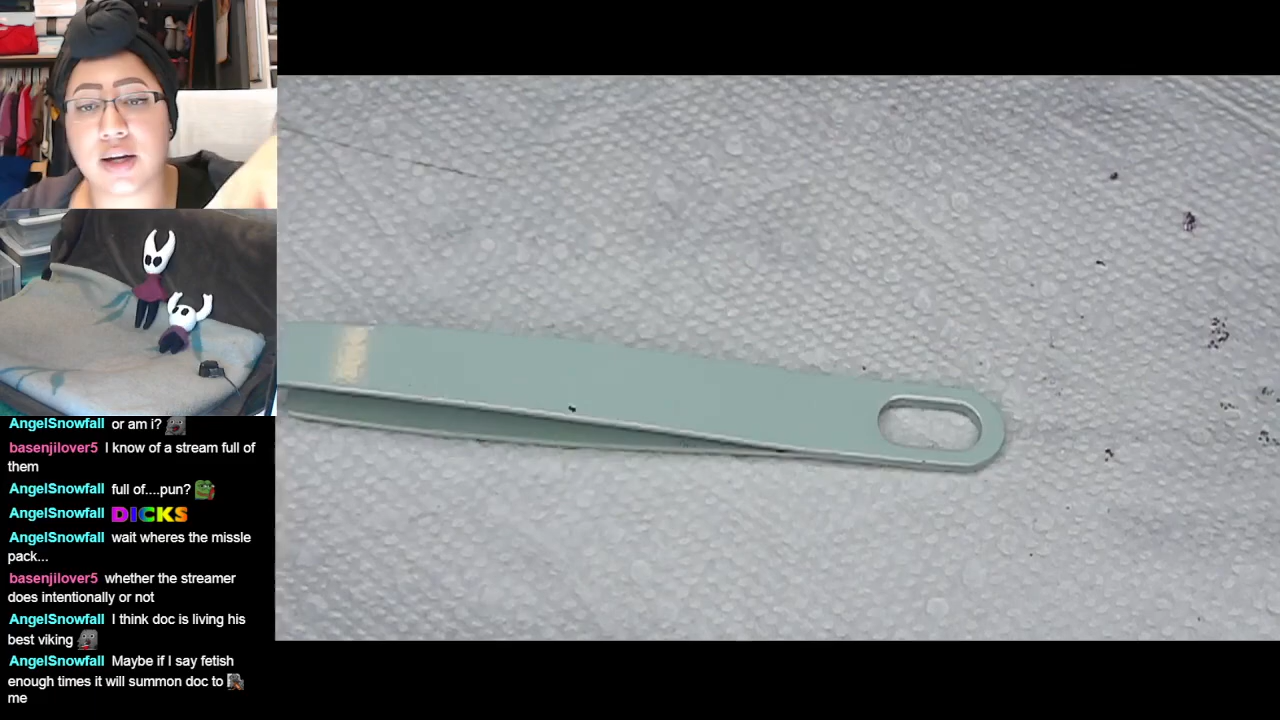 AngelSnowfall or am i?
basenjilover5 I know of a stream full of
them
AngelSnowfall full of....pun?
AngelSnowfall DICKS
AngelSnowfall wait wheres the missle
pack...
basenjilover5 whether the streamer
does intentionally or not
AngelSnowfall I think doc is living his
best viking
AngelSnowfall Maybe if I say fetish
enough times it will summon doc to
me